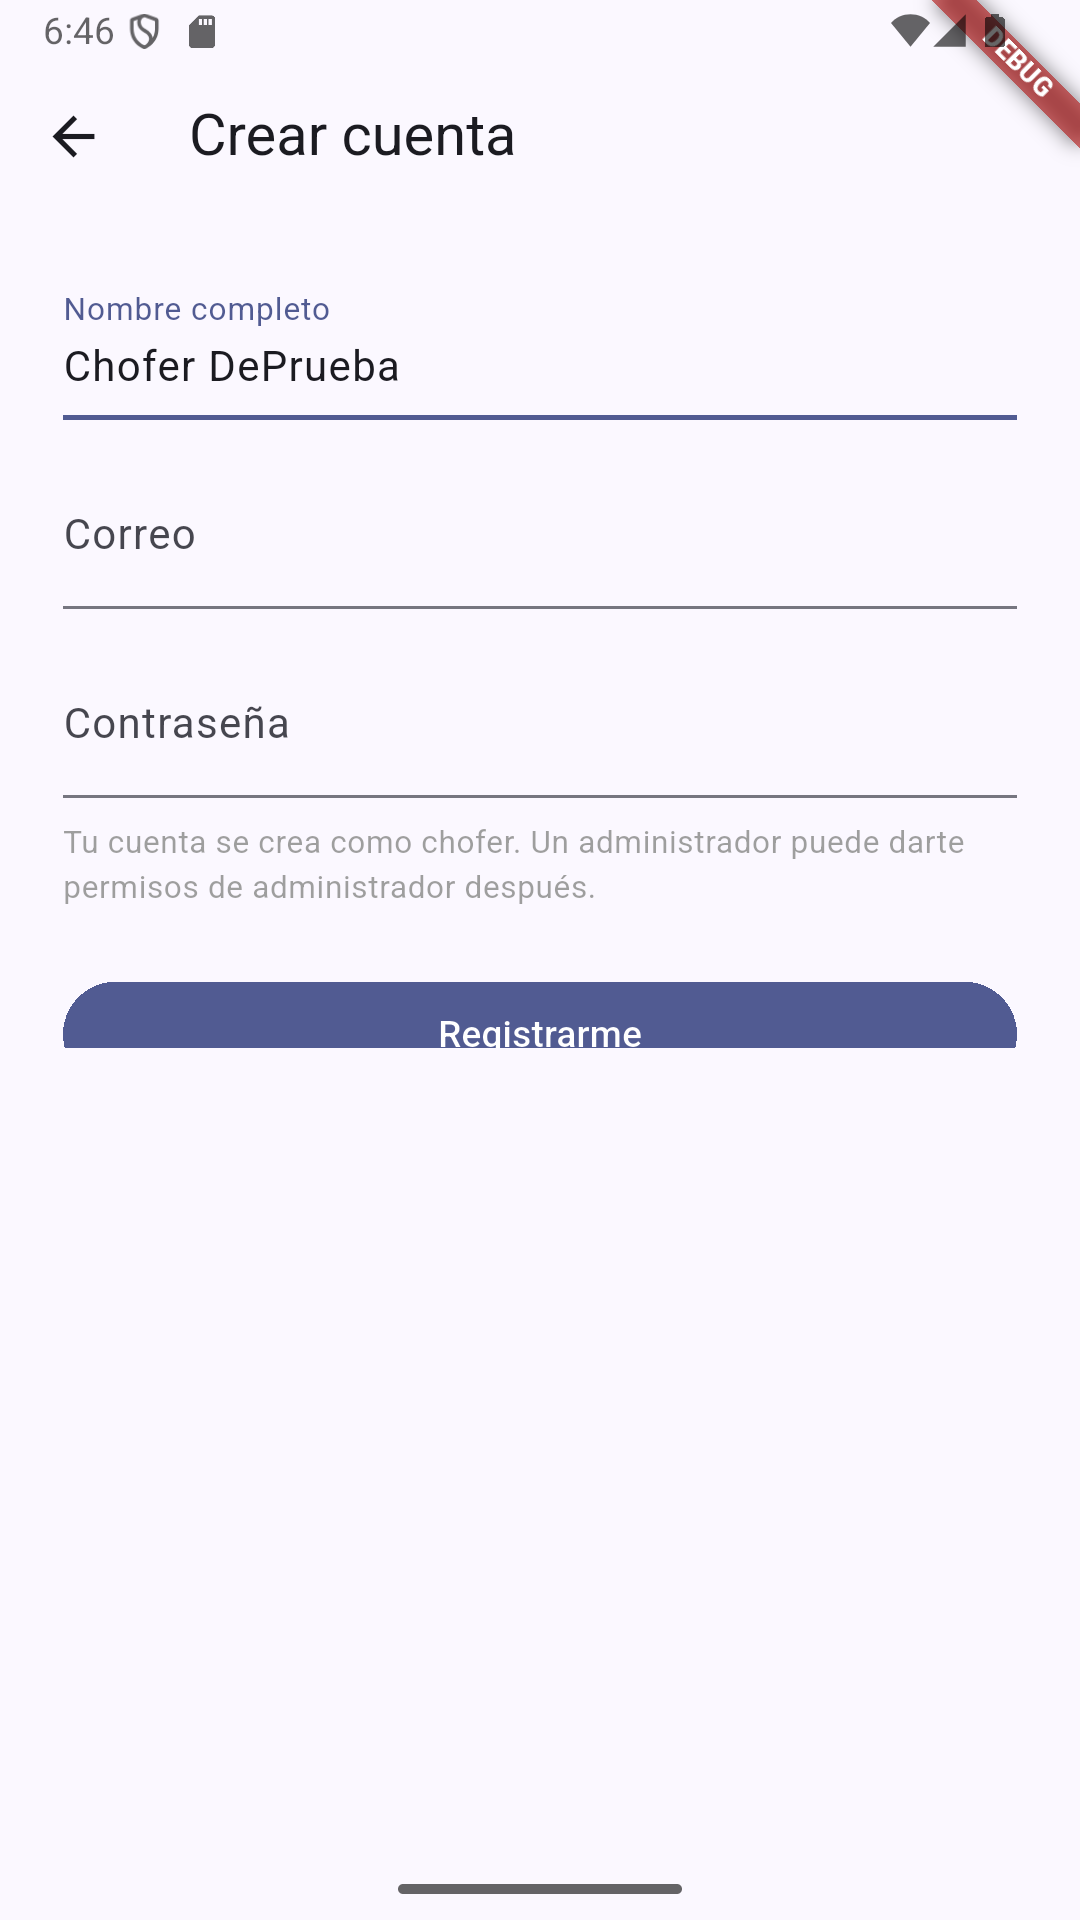 6:46
DEBUG
Crear cuenta
Nombre completo
Chofer DePrueba
Correo
Contraseña
Tu cuenta se crea como chofer. Un administrador puede darte
permisos de administrador después.
Registrarme